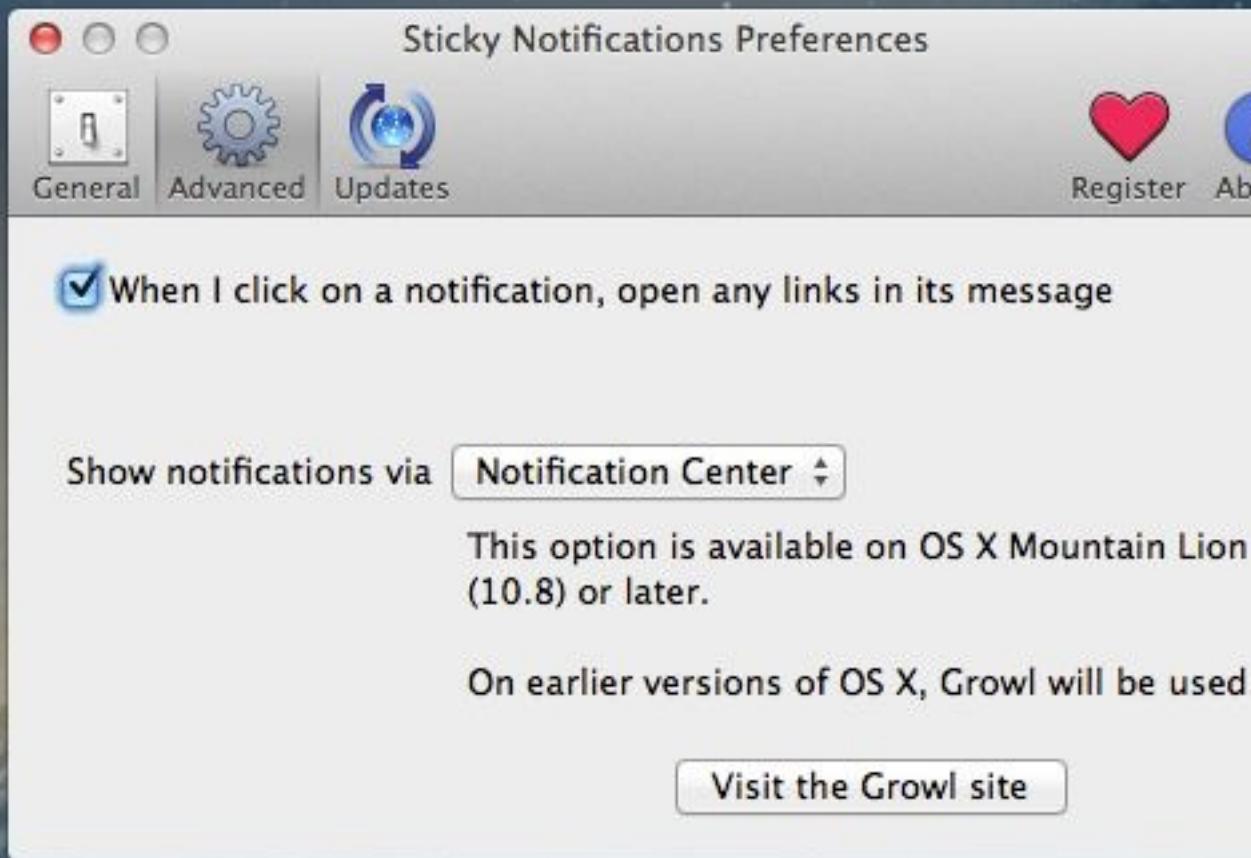 Sticky Notifications Preferences
General Advanced Updates Register Ab
When I click on a notification, open any links in its message
Show notifications via Notification Center
This option is available on OS X Mountain Lion
(10.8) or later.
On earlier versions of OS X, Growl will be used
Visit the Growl site